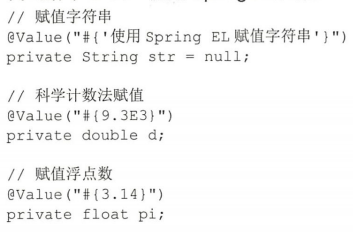 // 赋值字符串
@Value("#{'使用 Spring EL 赋值字符串'}")
private String str = null;
// 科学计数法赋值
@Value("#{9.3E3}")
private double d;
// 赋值浮点数
@Value("#{3.14}")
private float pi;